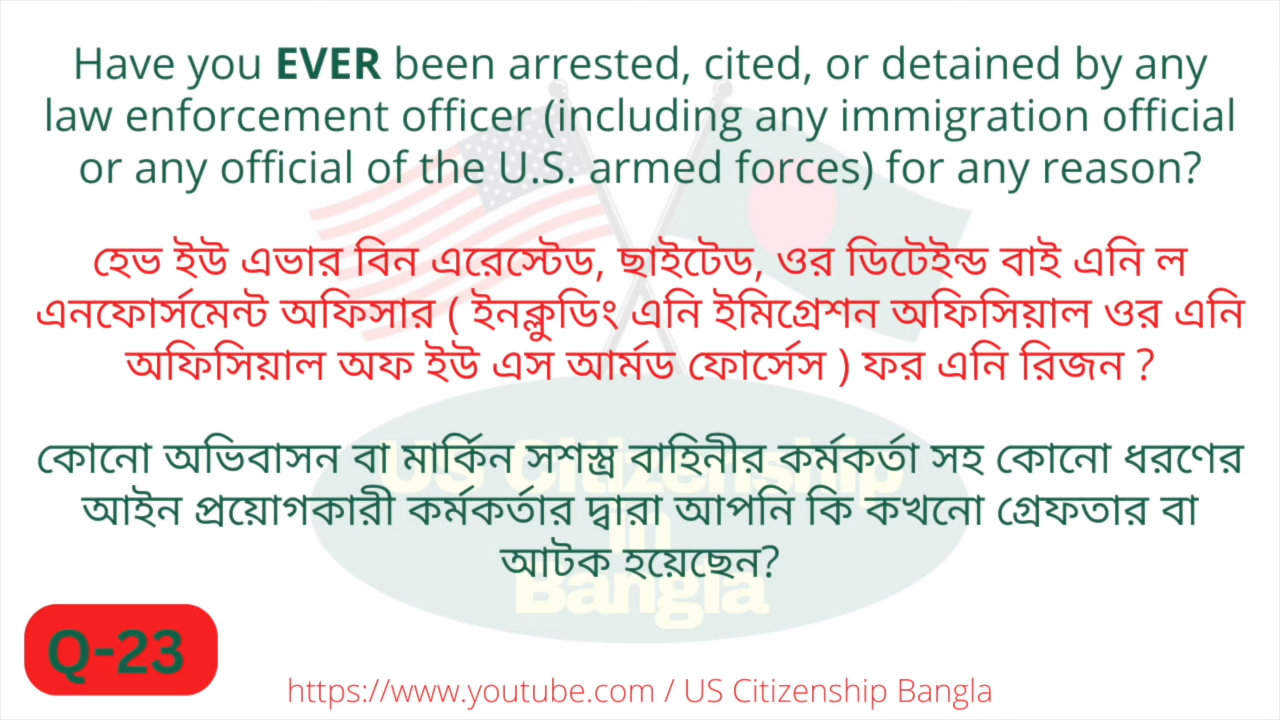 Have you EVER been arrested, cited, or detained by any
law enforcement officer (including any immigration official
or any official of the U.S. armed forces) for any reason?
হেভ ইউ এভার বিন এরেস্টেড, ছাইটেড, ওর ডিটেইন্ড বাই এনি ল
এনফোর্সমেন্ট অফিসার ( ইনক্লুডিং এনি ইমিগ্রেশন অফিসিয়াল ওর এনি
অফিসিয়াল অফ ইউ এস আর্মড ফোর্সেস ) ফর এনি রিজন ?
কোনো অভিবাসন বা মার্কিন সশস্ত্র বাহিনীর কর্মকর্তা সহ কোনো ধরণের
আইন প্রয়োগকারী কর্মকর্তার দ্বারা আপনি কি কখনো গ্রেফতার বা
আটক হয়েছেন?
US Citizenship
in
Bangla
Q-23
https://www.youtube.com / US Citizenship Bangla